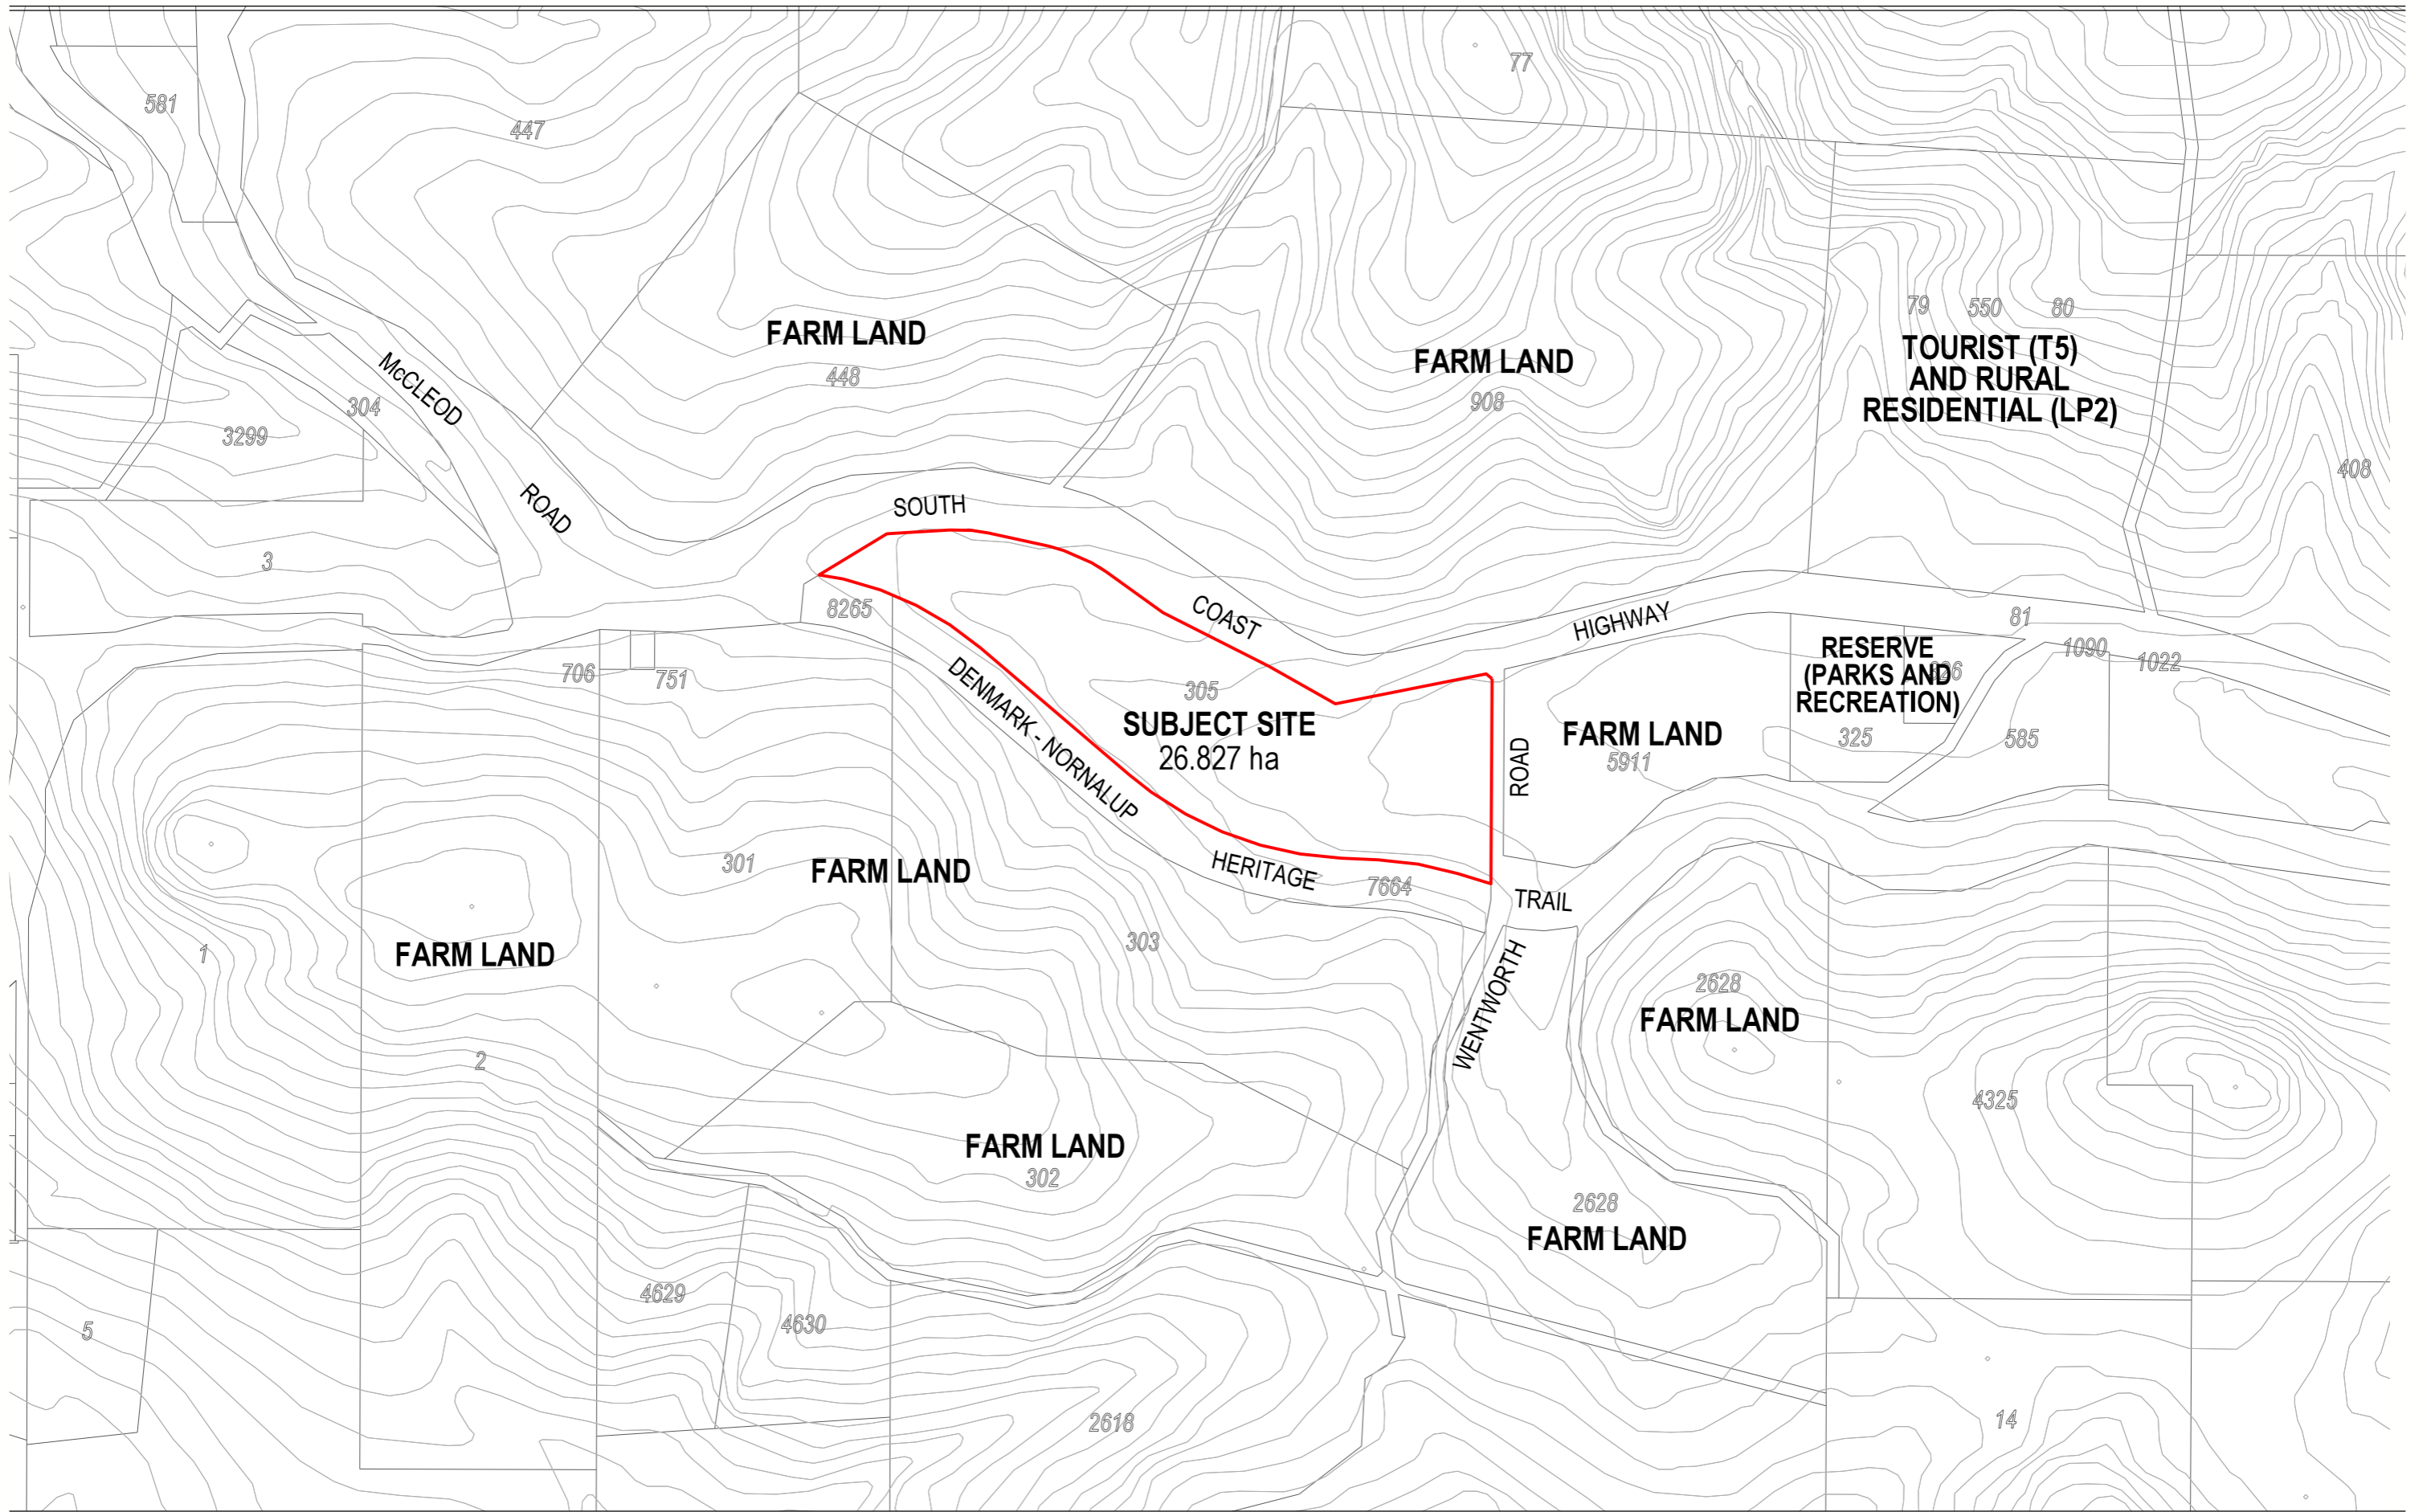 77
581
447
FARM LAND
448
FARM LAND
908
79
550
80
TOURIST (T5)
AND RURAL
RESIDENTIAL (LP2)
408
McCLEOD
ROAD
304
3299
3
SOUTH
COAST
HIGHWAY
8265
706
751
DENMARK - NORNALUP
HERITAGE
TRAIL
305
SUBJECT SITE
26.827 ha
ROAD
FARM LAND
5911
RESERVE
(PARKS AND
RECREATION)
325
81
1090
1022
585
301
FARM LAND
FARM LAND
1
2
303
7664
WENTWORTH
2628
FARM LAND
4325
FARM LAND
302
2628
FARM LAND
4629
4630
5
2618
14